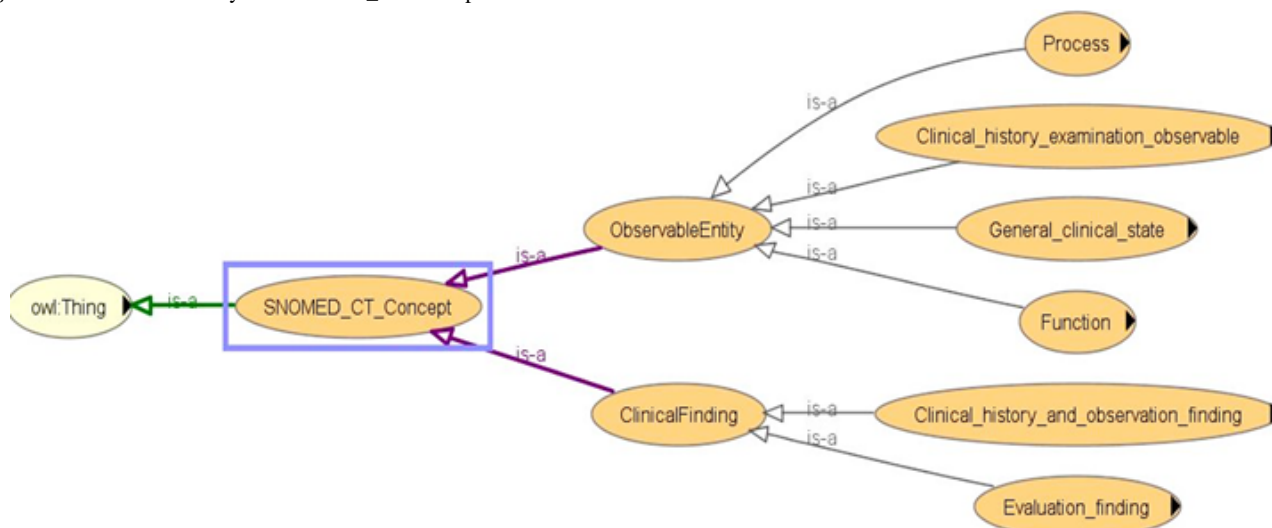 Process
is-a
Clinical_history_examination_observable
is-a
General_clinical_state
is-a
ObservableEntity
is-a
Function
is-a
SNOMED_CT_Concept
is-a
owl:Thing
is-a
ClinicalFinding
is-a
Clinical_history_and_observation_finding
is-a
Evaluation_finding